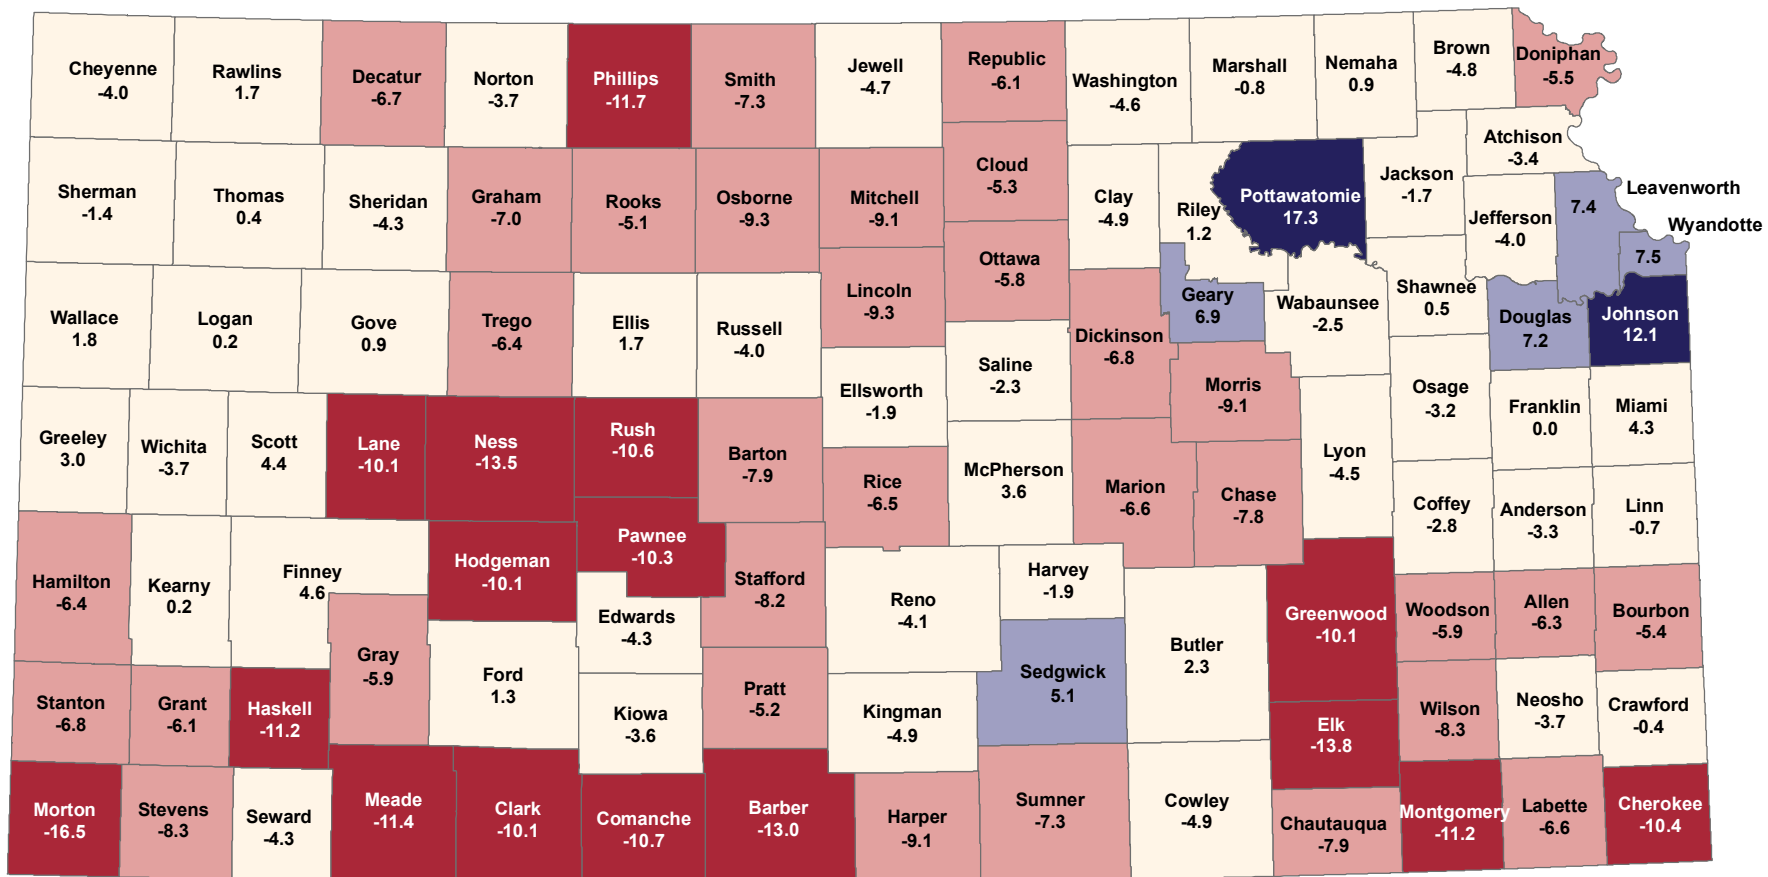 Cheyenne
-4.0
Rawlins
1.7
Decatur
-6.7
Norton
-3.7
Phillips
-11.7
Smith
-7.3
Jewell
-4.7
Republic
-6.1
Washington
-4.6
Marshall
-0.8
Nemaha
0.9
Brown
-4.8
Doniphan
-5.5
Sherman
-1.4
Thomas
0.4
Sheridan
-4.3
Graham
-7.0
Rooks
-5.1
Osborne
-9.3
Mitchell
-9.1
Cloud
-5.3
Clay
-4.9
Riley
1.2
Pottawatomie
17.3
Jackson
-1.7
Atchison
-3.4
Jefferson
-4.0
Leavenworth
7.4
Wyandotte
7.5
Wallace
1.8
Logan
0.2
Gove
0.9
Trego
-6.4
Ellis
1.7
Russell
-4.0
Lincoln
-9.3
Ottawa
-5.8
Saline
-2.3
Dickinson
-6.8
Geary
6.9
Wabaunsee
-2.5
Shawnee
0.5
Douglas
7.2
Johnson
12.1
Greeley
3.0
Wichita
-3.7
Scott
4.4
Lane
-10.1
Ness
-13.5
Rush
-10.6
Barton
-7.9
Ellsworth
-1.9
Rice
-6.5
McPherson
3.6
Marion
-6.6
Morris
-9.1
Chase
-7.8
Lyon
-4.5
Osage
-3.2
Franklin
0.0
Miami
4.3
Coffey
-2.8
Anderson
-3.3
Linn
-0.7
Hamilton
-6.4
Kearny
0.2
Finney
4.6
Hodgeman
-10.1
Pawnee
-10.3
Edwards
-4.3
Stafford
-8.2
Reno
-4.1
Harvey
-1.9
Butler
2.3
Greenwood
-10.1
Woodson
-5.9
Allen
-6.3
Bourbon
-5.4
Stanton
-6.8
Grant
-6.1
Haskell
-11.2
Gray
-5.9
Ford
1.3
Kiowa
-3.6
Pratt
-5.2
Kingman
-4.9
Sedgwick
5.1
Elk
-13.8
Wilson
-8.3
Neosho
-3.7
Crawford
-0.4
Morton
-16.5
Stevens
-8.3
Seward
-4.3
Meade
-11.4
Clark
-10.1
Comanche
-10.7
Barber
-13.0
Harper
-9.1
Sumner
-7.3
Cowley
-4.9
Chautauqua
-7.9
Montgomery
-11.2
Labette
-6.6
Cherokee
-10.4